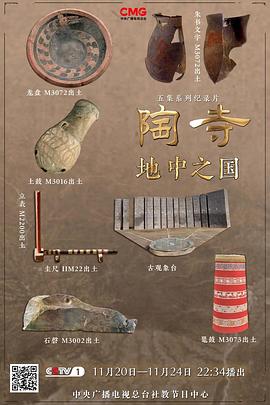 CMG
中央广播电视总台
龙盘 M3072出土
朱书文字 M3072出土
五集系列纪录片
陶寺
地中之国
土鼓 M3016出土
立表 M2200出土
圭尺 IIM22出土
古观象台
石磬 M3002出土
鼍鼓 M3073出土
CCTV 1
11月20日—11月24日 22:34播出
中央广播电视总台社教节目中心